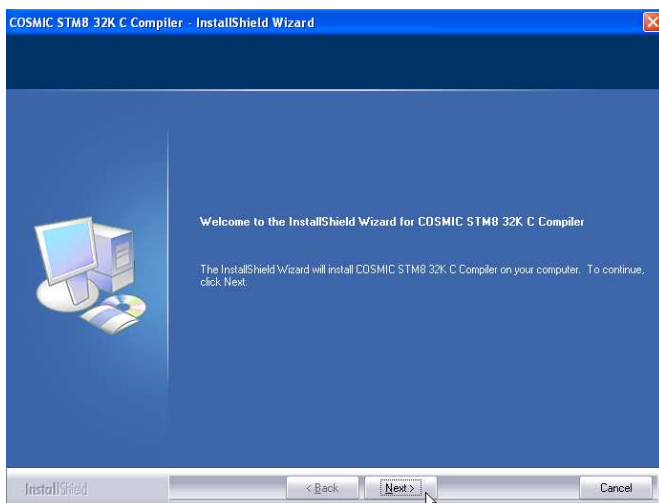 COSMIC STM8 32K C Compiler - InstallShield Wizard
Welcome to the InstallShield Wizard for COSMIC STM8 32K C Compiler
The InstallShield Wizard will install COSMIC STM8 32K C Compiler on your computer. To continue,
click Next.
InstallShield
< Back
Next >
Cancel